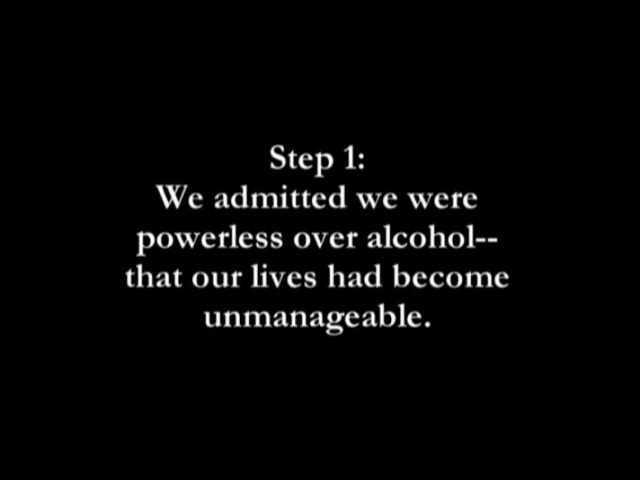 Step 1:
We admitted we were
powerless over alcohol--
that our lives had become
unmanageable.